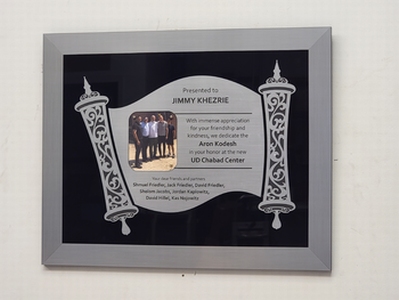 Presented to
JIMMY KHEZRIE
With immense appreciation
for your friendship and
kindness, we dedicate the
Aron Kodesh
in your honor at the new
UD Chabad Center
Your dear friends and partners
Shmuel Friedler, Jack Friedler, David Friedler,
Shalom Jacobs, Jordan Kaplowitz,
David Hillel, Kas Nejowitz